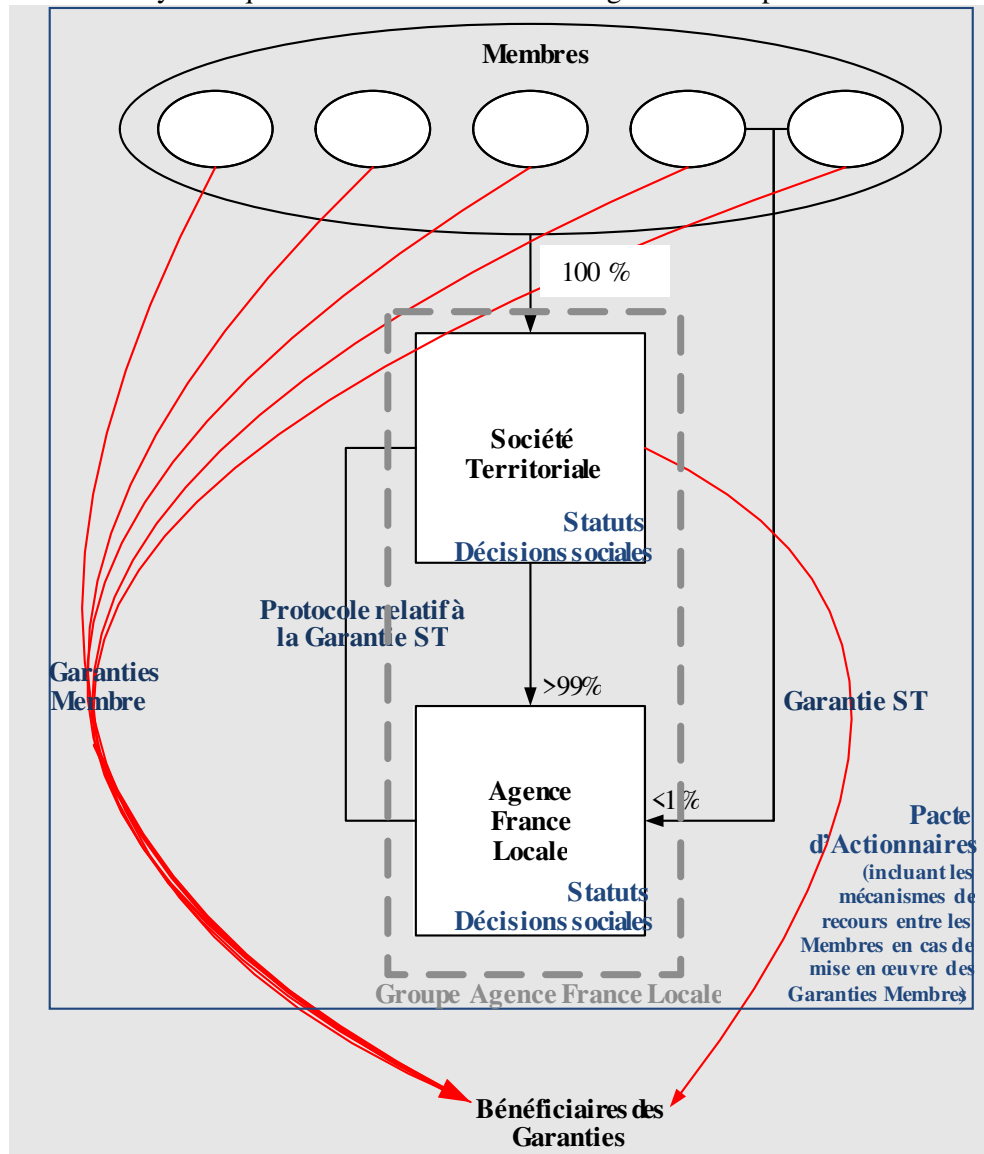 Membres
100 %
Société
Territoriale
Statuts
Décisions sociales
Protocole relatif à
la Garantie ST
Garanties
Membre
>99%
Garantie ST
Agence
France
Locale
<1%
Statuts
Décisions sociales
Pacte
d'Actionnaires
(incluant les
mécanismes de
recours entre les
Membres en cas de
mise en œuvre des
Garanties Membres)
Groupe Agence France Locale
Bénéficiaires des
Garanties